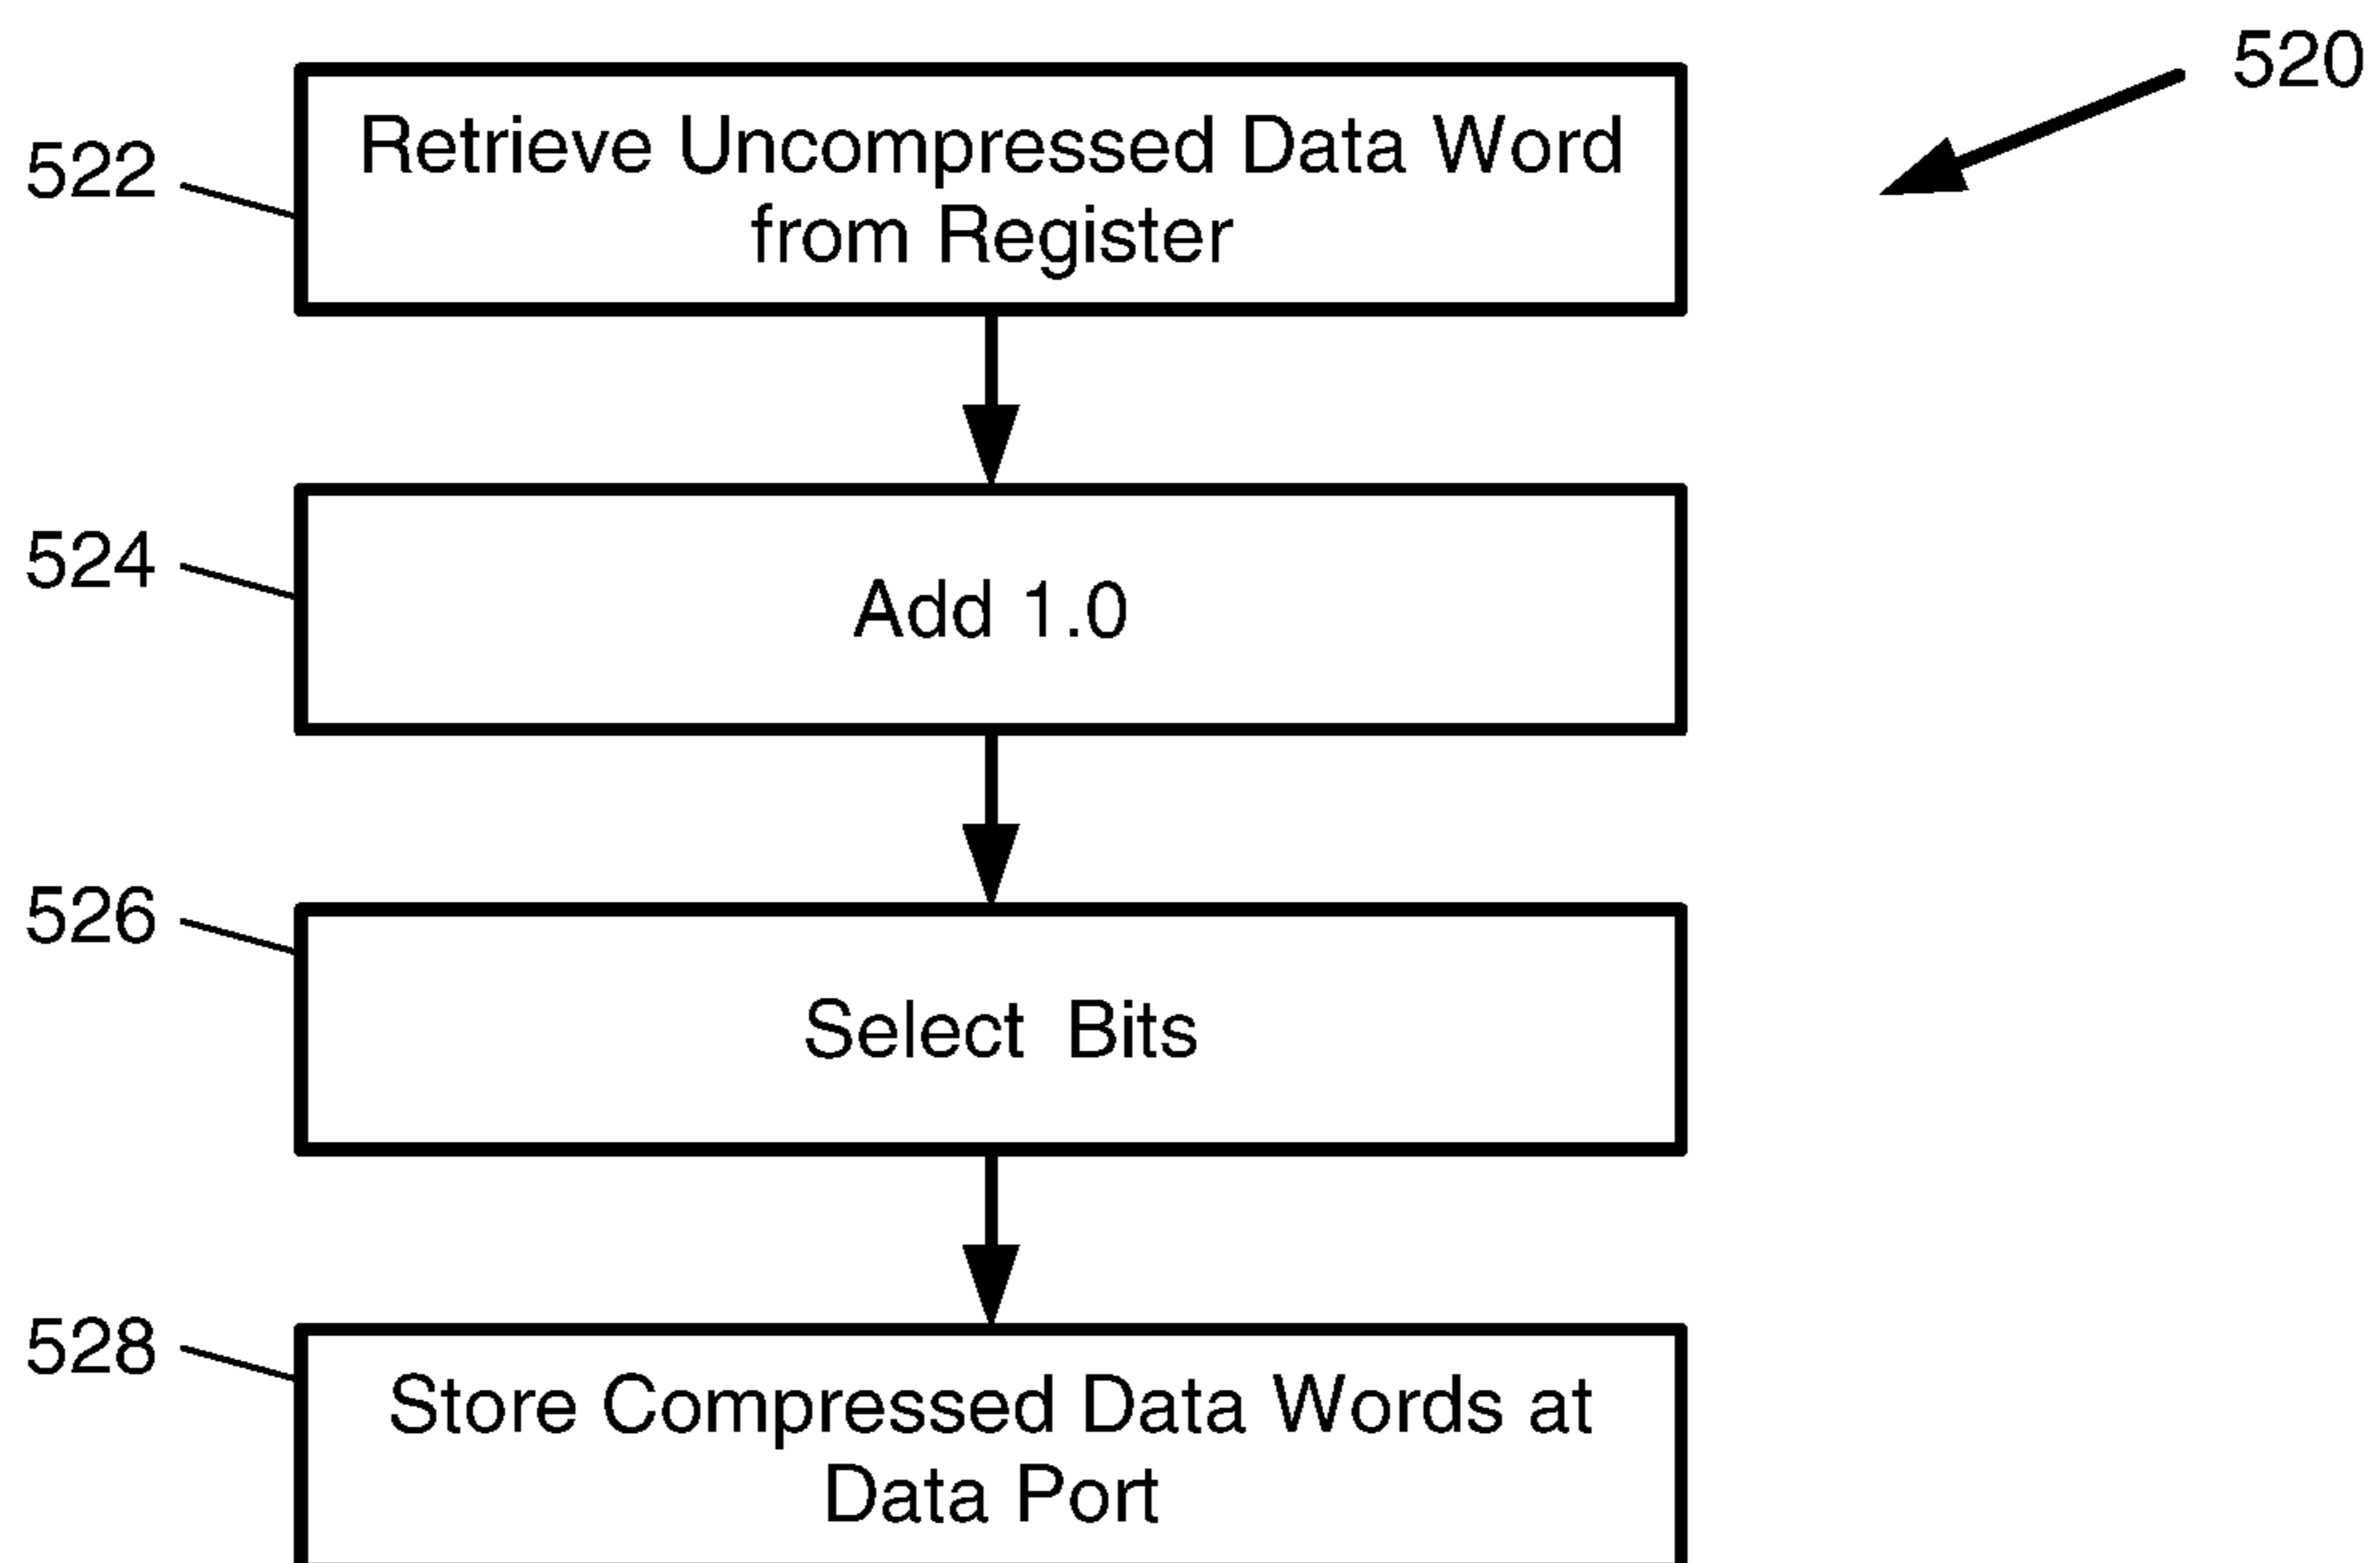 520
522
Retrieve Uncompressed Data Word
from Register
524
Add 1.0
526
Select Bits
528
Store Compressed Data Words at
Data Port